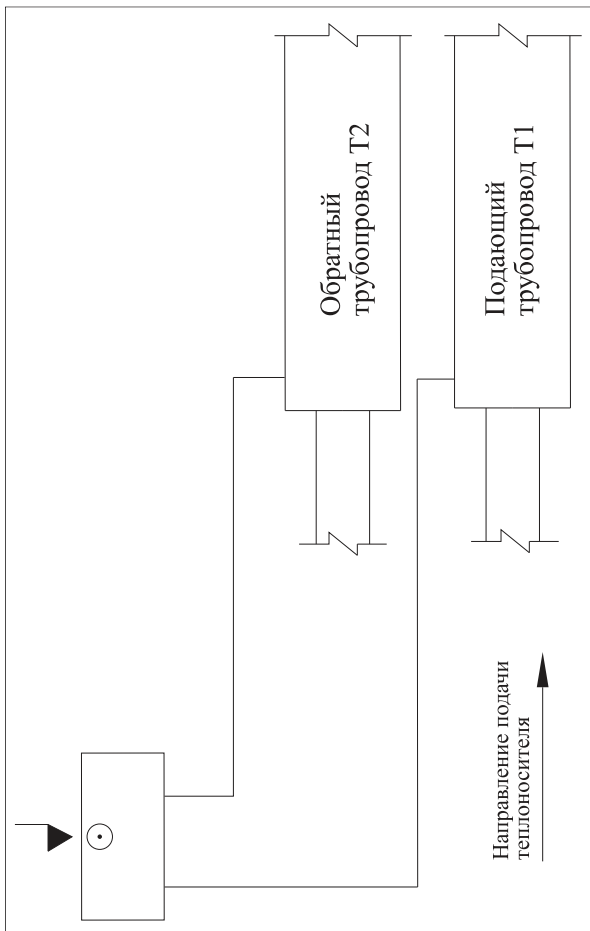 Обратный
трубопровод Т2
Подающий
трубопровод Т1
Направление подачи
теплоносителя